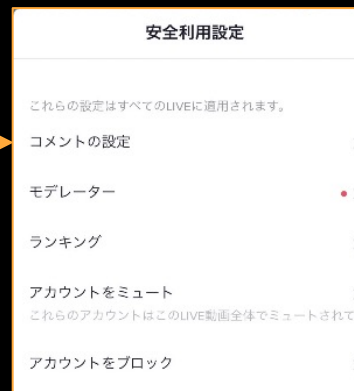 安全利用設定
これらの設定はすべてのLIVEに適用されます。
コメントの設定
モデレーター
ランキング
アカウントをミュート
これらのアカウントはこのLIVE動画全体でミュートされて
アカウントをブロック